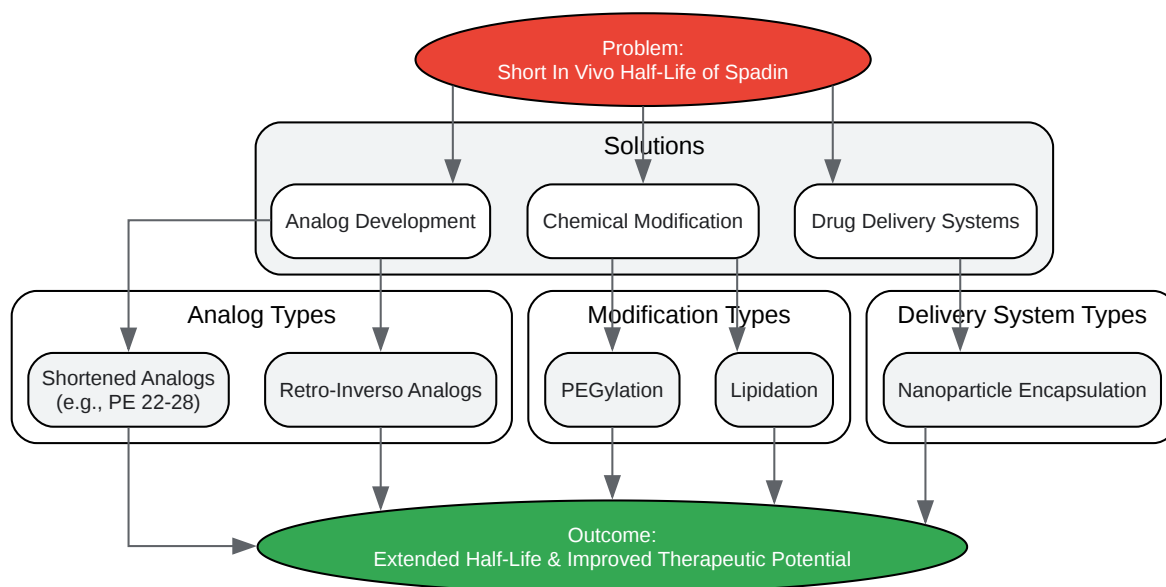 Problem:
Short In Vivo Half-Life of Spadin
Solutions
Analog Development
Chemical Modification
Drug Delivery Systems
Analog Types
Modification Types
Delivery System Types
Shortened Analogs
(e.g., PE 22-28)
Retro-Inverso Analogs
PEGylation
Lipidation
Nanoparticle Encapsulation
Outcome:
Extended Half-Life & Improved Therapeutic Potential